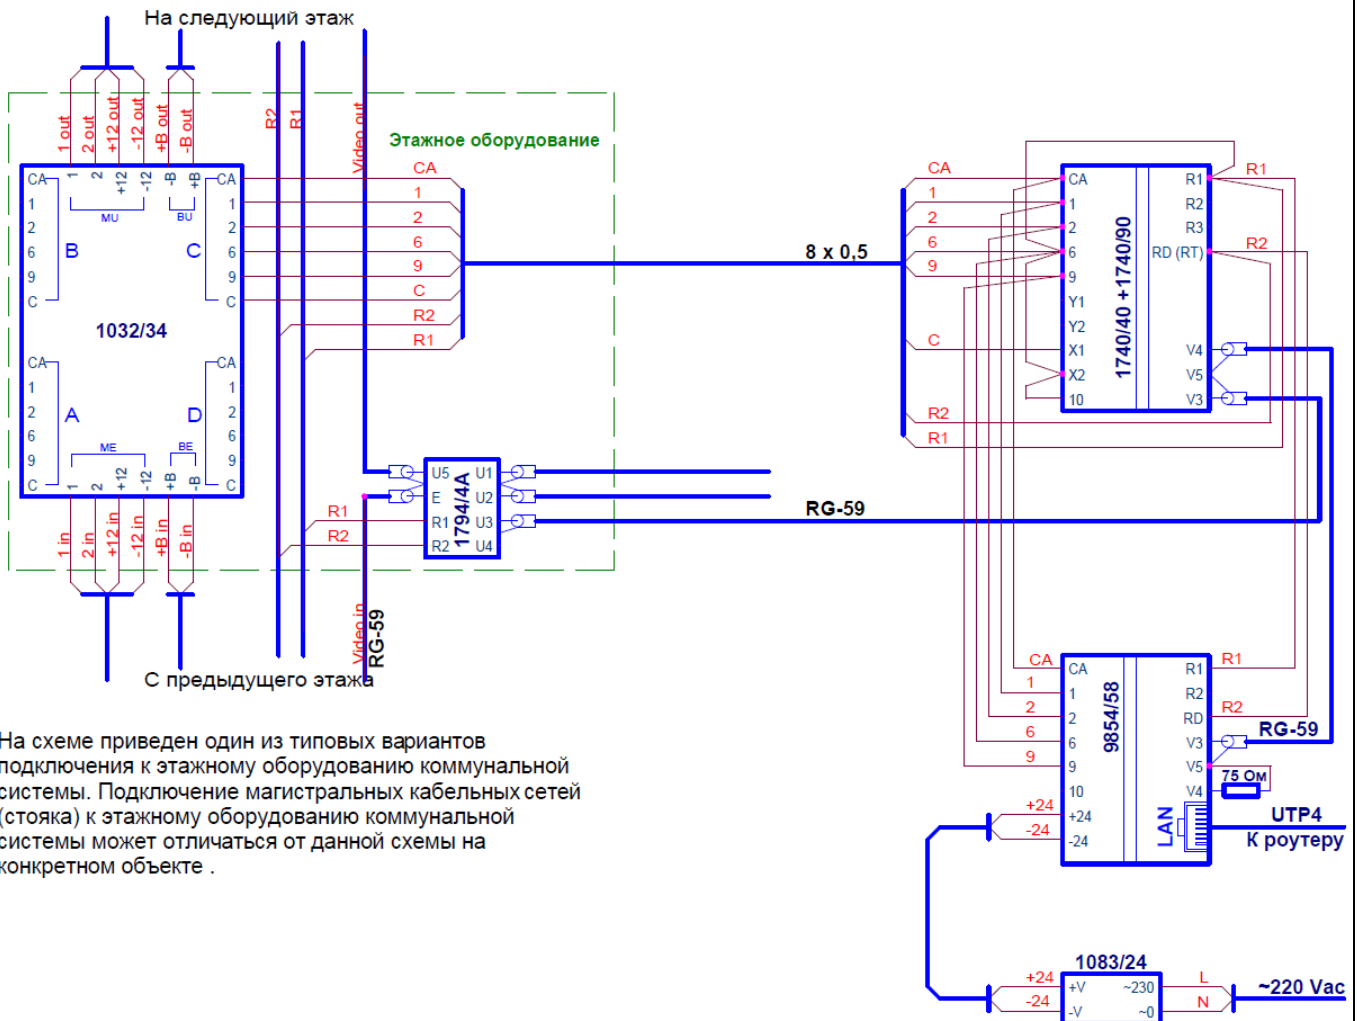 На следующий этаж
1 out
2 out
+12 out
-12 out
+B out
-B out
R2
R1
Video out
Этажное оборудование
CA 1 2 +12 -12 -B +B CA
MU BU
1 1
2 2
6 B C 6
9 9
C C
1032/34
CA CA
1 1
2 A D 2
6 6
9 ME BE 9
C 1 2 +12 -12 +B -B C
1 in
2 in
+12 in
-12 in
+B in
-B in
CA
1
2
6
9
C
R2
R1
8 x 0,5
CA
1
2
6
9
C
R2
R1
CA R1
1 R2
2 R3
6 RD (RT)
9
Y1
Y2
X1 V4
X2 V5
10 V3
1740/40 +1740/90
R1
R2
U5 U1
E U2
R1 U3
R2 U4
1794/4A
R1
R2
RG-59
Video in
RG-59
С предыдущего этажа
CA
1
2
6
9
+24
-24
CA R1
1 R2
2 RD
6 V3
9 V5
10 V4
+24
-24
9854/58
LAN
R1
R2
RG-59
75 Ом
UTP4
К роутеру
На схеме приведен один из типовых вариантов
подключения к этажному оборудованию коммунальной
системы. Подключение магистральных кабельных сетей
(стояка) к этажному оборудованию коммунальной
системы может отличаться от данной схемы на
конкретном объекте .
1083/24
+24 +V ~230 L
-24 -V ~0 N
~220 Vac